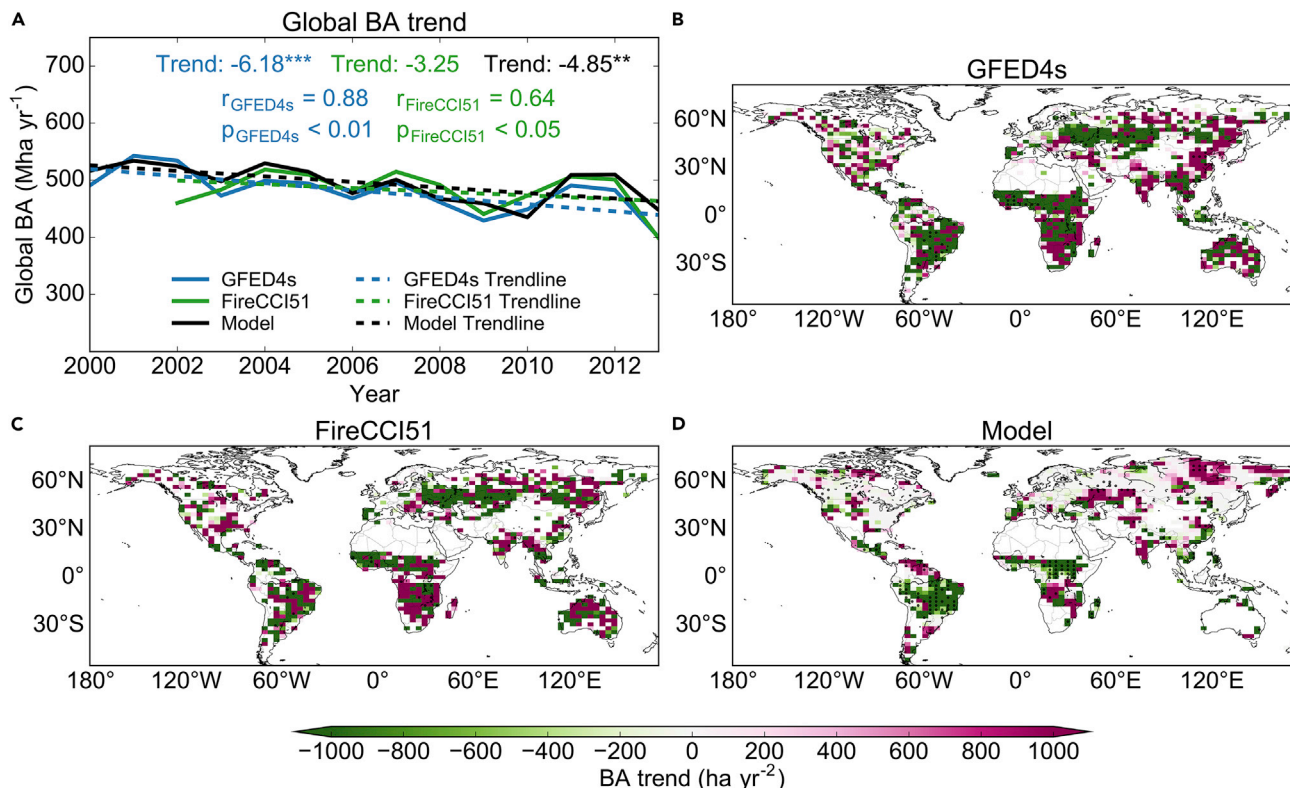 A
Global BA trend
Trend: -6.18*** Trend: -3.25 Trend: -4.85**
rGFED4s = 0.88 rFireCCI51 = 0.64
pGFED4s < 0.01 pFireCCI51 < 0.05
700
600
500
400
300
Global BA (Mha yr-1)
GFED4s GFED4s Trendline
FireCCI51 FireCCI51 Trendline
Model Model Trendline
2000 2002 2004 2006 2008 2010 2012
Year
B
GFED4s
60°N
30°N
0°
30°S
180° 120°W 60°W 0° 60°E 120°E
C
FireCCI51
60°N
30°N
0°
30°S
180° 120°W 60°W 0° 60°E 120°E
D
Model
60°N
30°N
0°
30°S
180° 120°W 60°W 0° 60°E 120°E
−1000 −800 −600 −400 −200 0 200 400 600 800 1000
BA trend (ha yr-2)